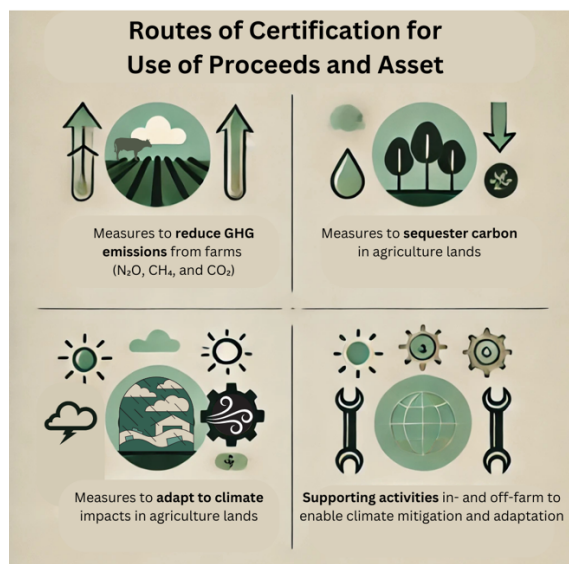 Routes of Certification for
Use of Proceeds and Asset
Measures to reduce GHG
emissions from farms
(N₂O, CH₄, and CO₂)
Measures to sequester carbon
in agriculture lands
Measures to adapt to climate
impacts in agriculture lands
Supporting activities in- and off-farm to
enable climate mitigation and adaptation